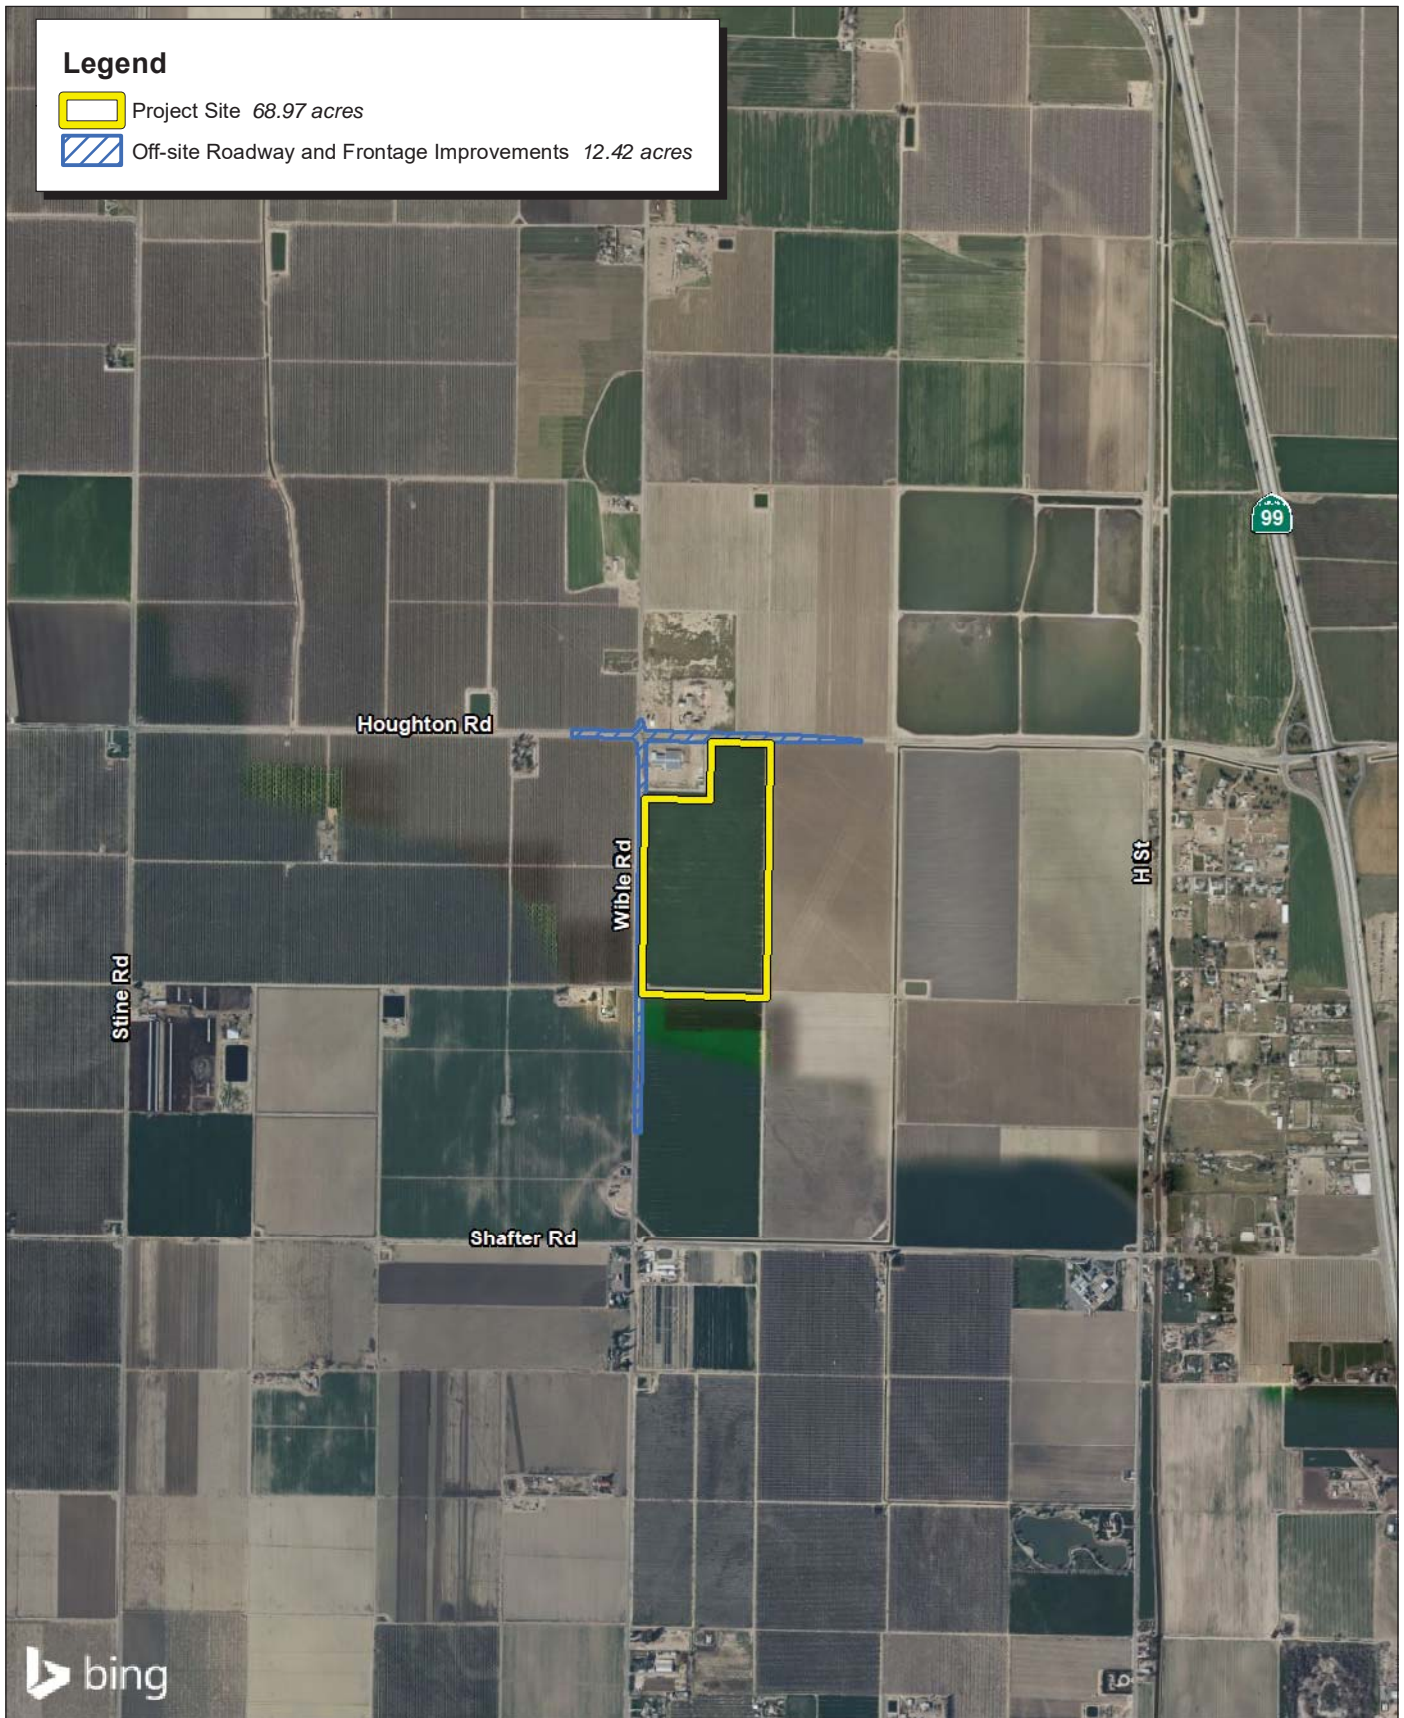 Legend
Project Site 68.97 acres
Off-site Roadway and Frontage Improvements 12.42 acres
99
Houghton Rd
Wible Rd
H St
Stine Rd
Shafter Rd
bing